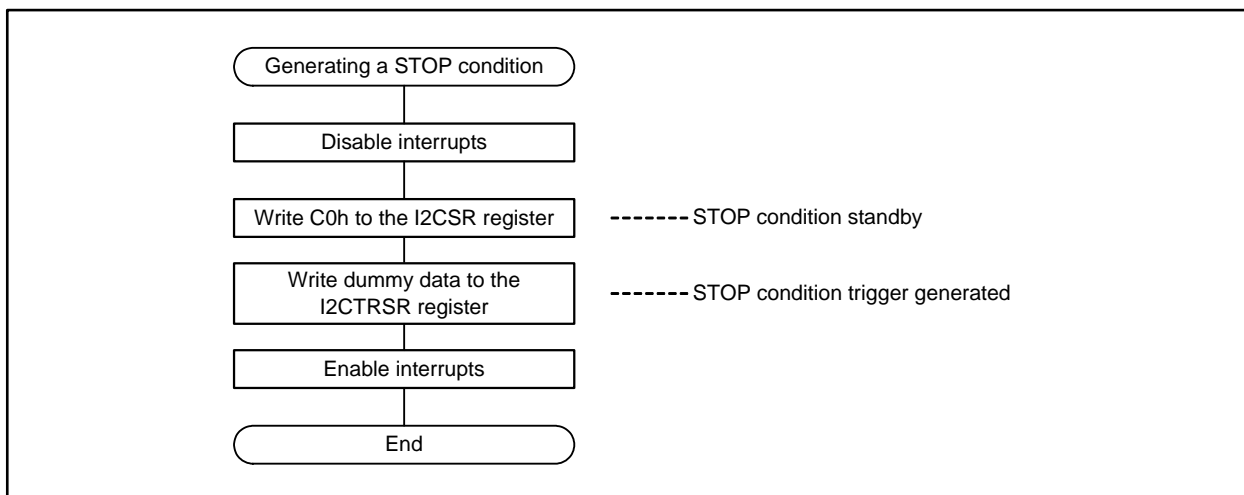 Generating a STOP condition
Disable interrupts
Write C0h to the I2CSR register
STOP condition standby
Write dummy data to the
I2CTRSR register
STOP condition trigger generated
Enable interrupts
End